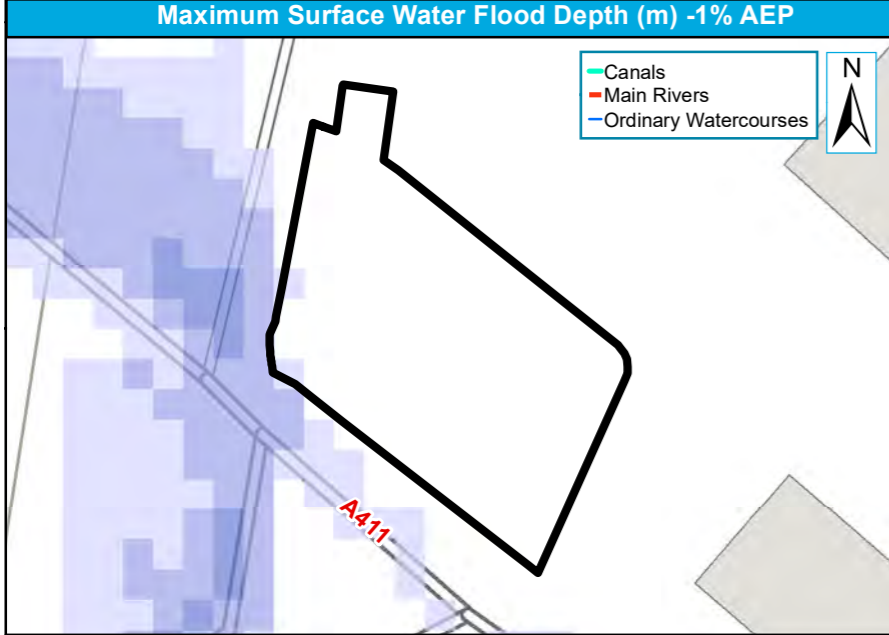 Maximum Surface Water Flood Depth (m) -1% AEP
Canals
Main Rivers
Ordinary Watercourses
N
A411